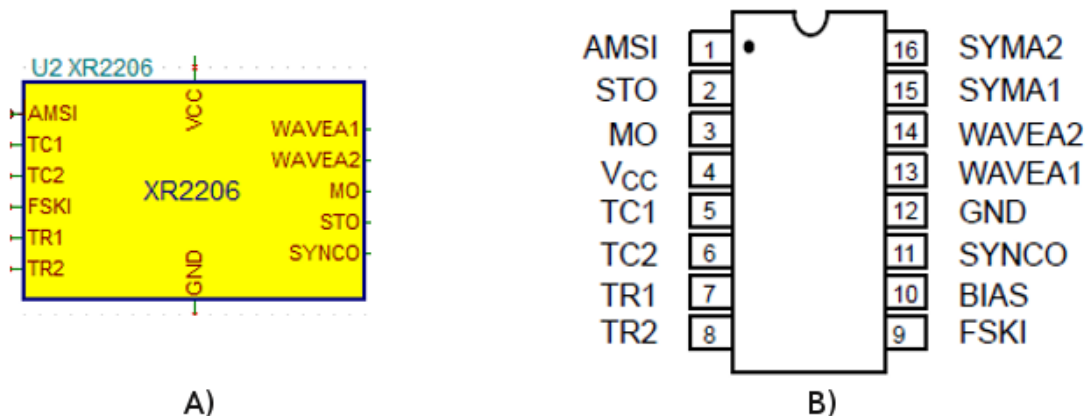 U2 XR2206
AMSI
TC1
TC2
FSKI
TR1
TR2
VCC
XR2206
GND
WAVEA1
WAVEA2
MO
STO
SYNCO
A)
AMSI 1 16 SYMA2
STO 2 15 SYMA1
MO 3 14 WAVEA2
VCC 4 13 WAVEA1
TC1 5 12 GND
TC2 6 11 SYNCO
TR1 7 10 BIAS
TR2 8 9 FSKI
B)